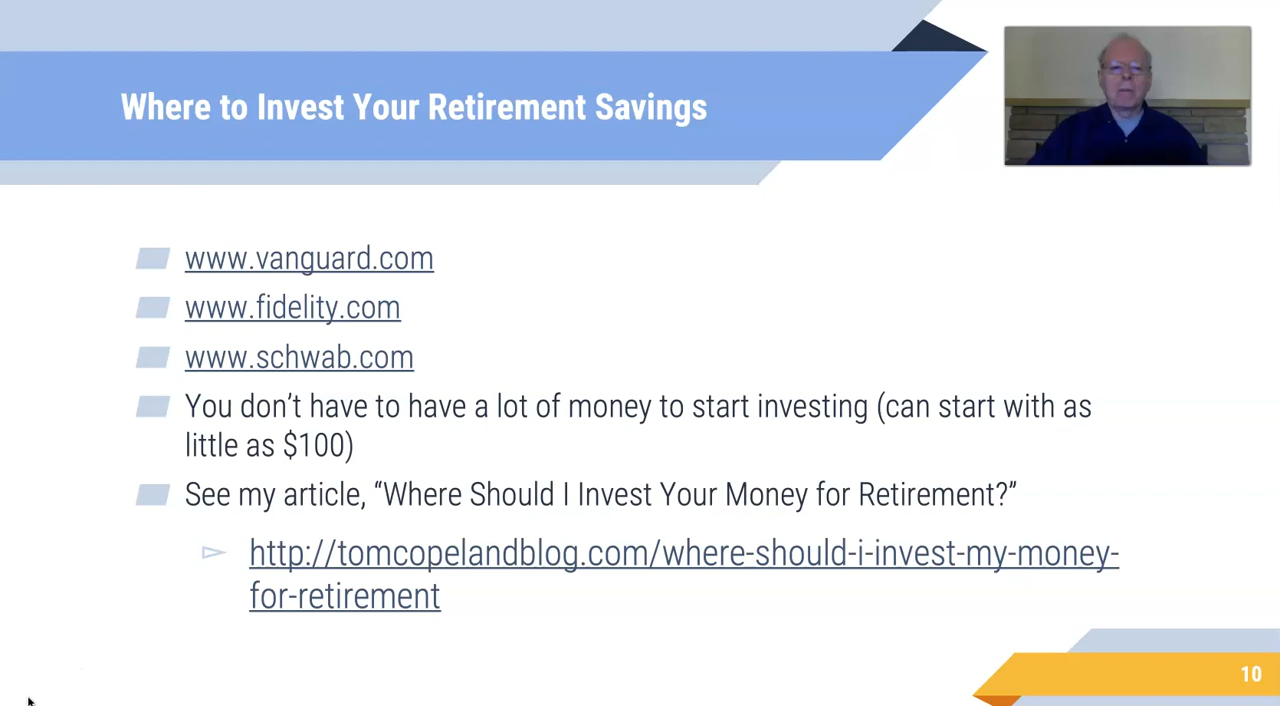 Where to Invest Your Retirement Savings
www.vanguard.com
www.fidelity.com
www.schwab.com
You don’t have to have a lot of money to start investing (can start with as
little as $100)
See my article, “Where Should I Invest Your Money for Retirement?”
http://tomcopelandblog.com/where-should-i-invest-my-money-
for-retirement
10